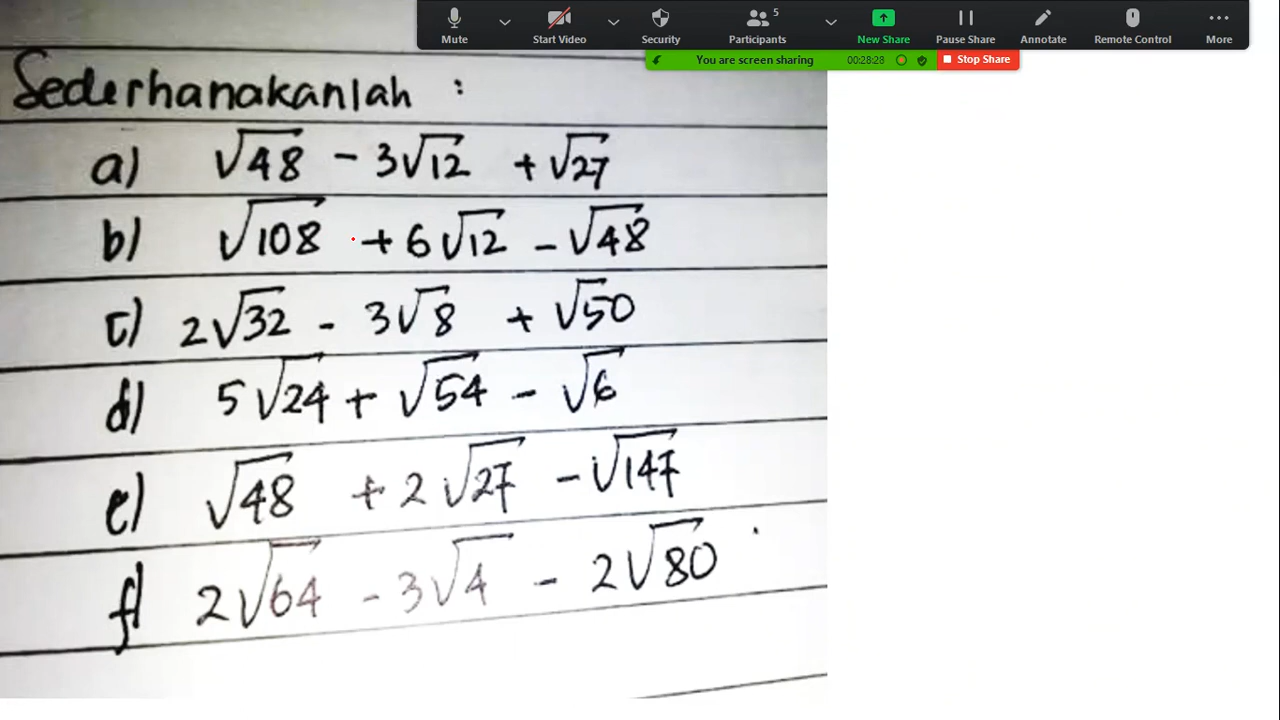 Mute Start Video Security Participants 5 New Share Pause Share Annotate Remote Control More
You are screen sharing 00:28:28 Stop Share
Sederhanakanlah :
a) √48 - 3√12 + √27
b) √108 + 6√12 - √48
c) 2√32 - 3√8 + √50
d) 5√24 + √54 - √6
e) √48 + 2√27 - √147
f) 2√64 - 3√4 - 2√80